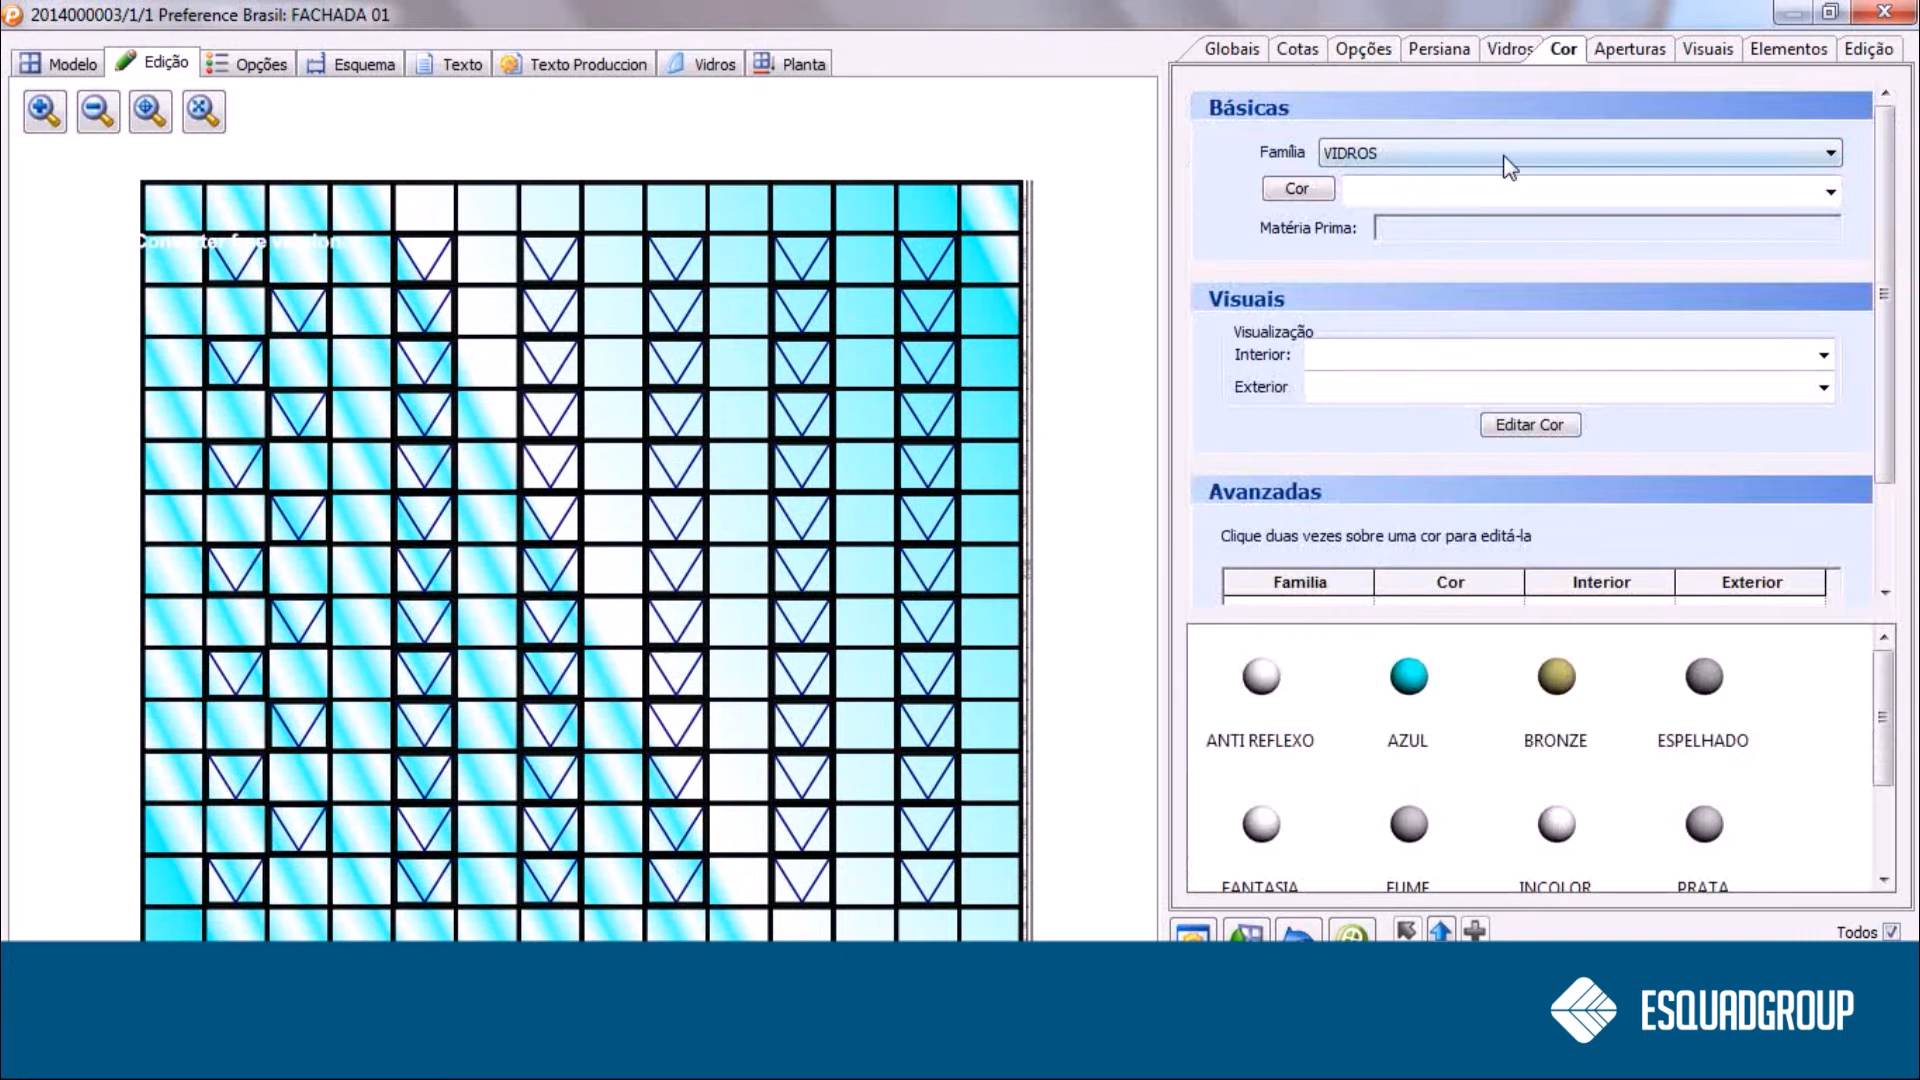 2014000003/1/1 Preference Brasil: FACHADA 01
Modelo Edição Opções Esquema Texto Texto Produccion Vidros Planta
Globais Cotas Opções Persiana Vidros Cor Aperturas Visuais Elementos Edição
Converter free version
Básicas
Família VIDROS
Cor
Matéria Prima:
Visuais
Visualização
Interior:
Exterior
Editar Cor
Avanzadas
Clique duas vezes sobre uma cor para editá-la
Familia Cor Interior Exterior
ANTI REFLEXO AZUL BRONZE ESPELHADO
FANTASIA FUME INCOLOR PRATA
Todos
ESQUADGROUP